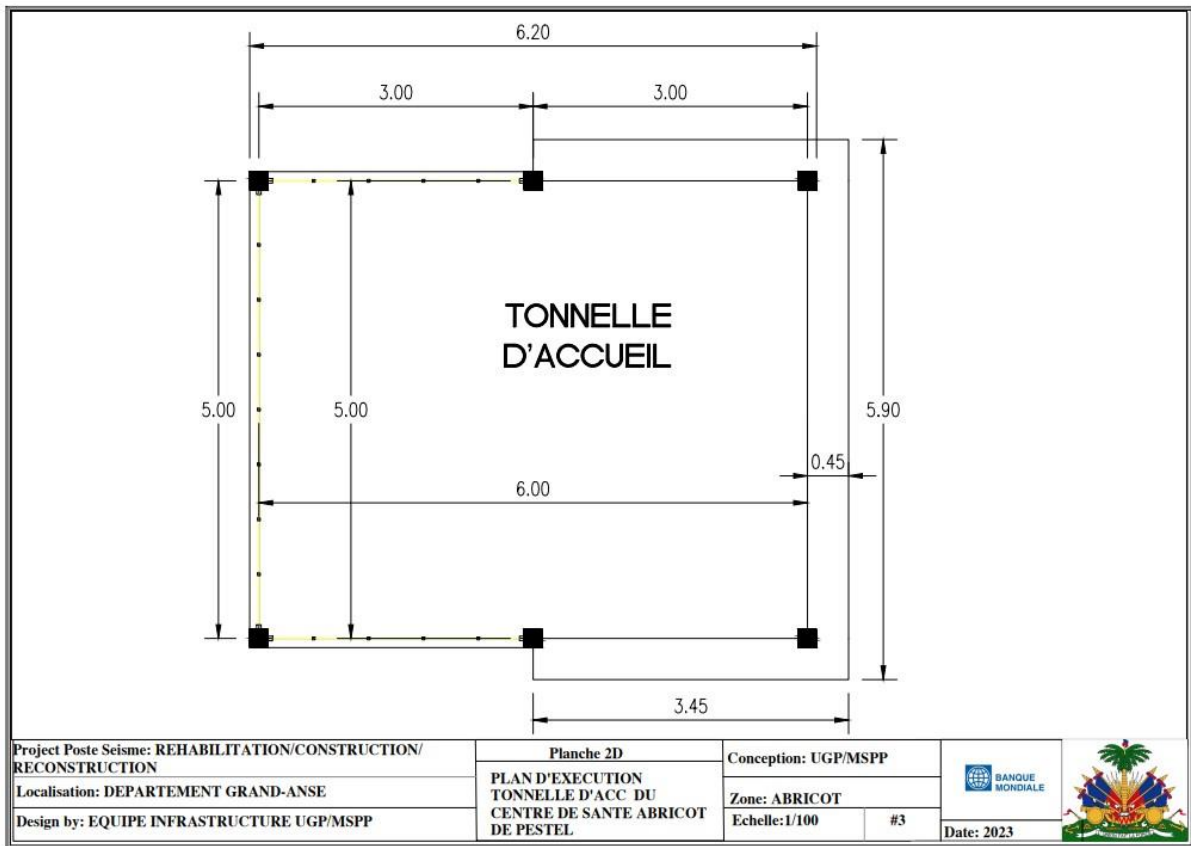 6.20
3.00
3.00
TONNELLE
D'ACCUEIL
5.00
5.00
5.90
0.45
6.00
3.45
Project Poste Seisme: REHABILITATION/CONSTRUCTION/
RECONSTRUCTION
Localisation: DEPARTEMENT GRAND-ANSE
Design by: EQUIPE INFRASTRUCTURE UGP/MSPP
Planche 2D
PLAN D'EXECUTION
TONNELLE D'ACC DU
CENTRE DE SANTE ABRICOT
DE PESTEL
Conception: UGP/MSPP
Zone: ABRICOT
Echelle:1/100
#3
BANQUE
MONDIALE
Date: 2023